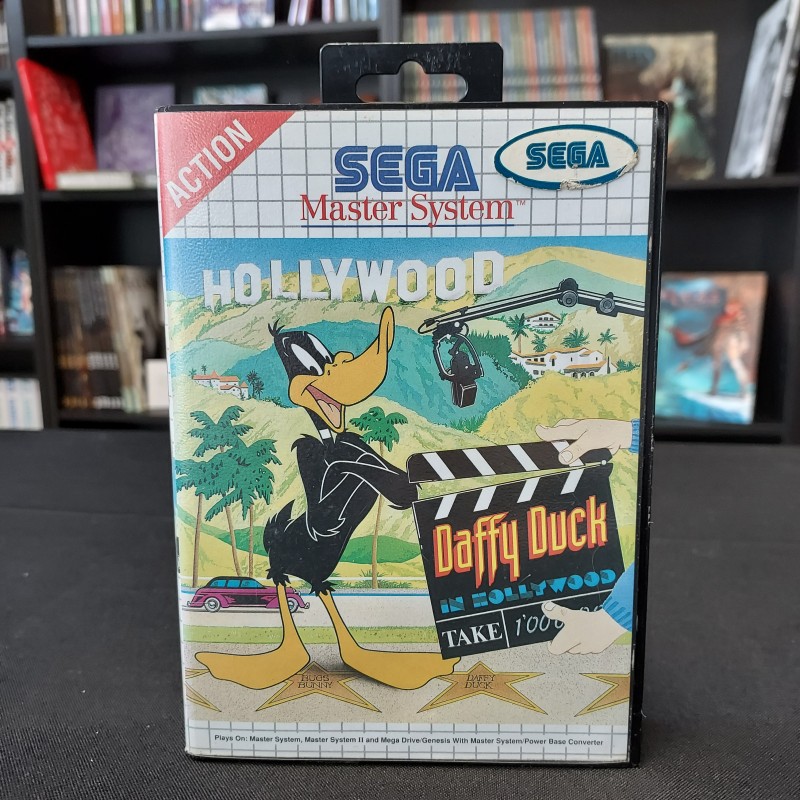 ACTION
SEGA
SEGA
Master System™
HOLLYWOOD
Daffy Duck
IN HOLLYWOOD
TAKE
BUGS
BUNNY
DAFFY
DUCK
Plays On: Master System, Master System II and Mega Drive/Genesis With Master System/Power Base Converter